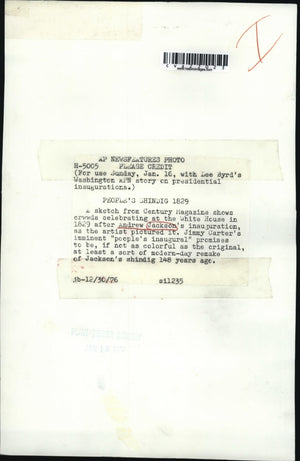 I
AP NEWSFEATURES PHOTO
H-5005 PLEASE CREDIT
(For use Sunday, Jan. 16, with Lee Byrd's
Washington AFN story on presidential
inaugurations.)
PEOPLE'S SHINDIG 1829
A sketch from Century Magazine shows
crowds celebrating at the White House in
1829 after Andrew Jackson's inauguration,
as the artist pictured it. Jimmy Carter's
imminent "people's inaugural" promises
to be, if not as colorful as the original,
at least a sort of modern-day remake
of Jackson's shindig 148 years ago.
jb-12/30/76 sil235